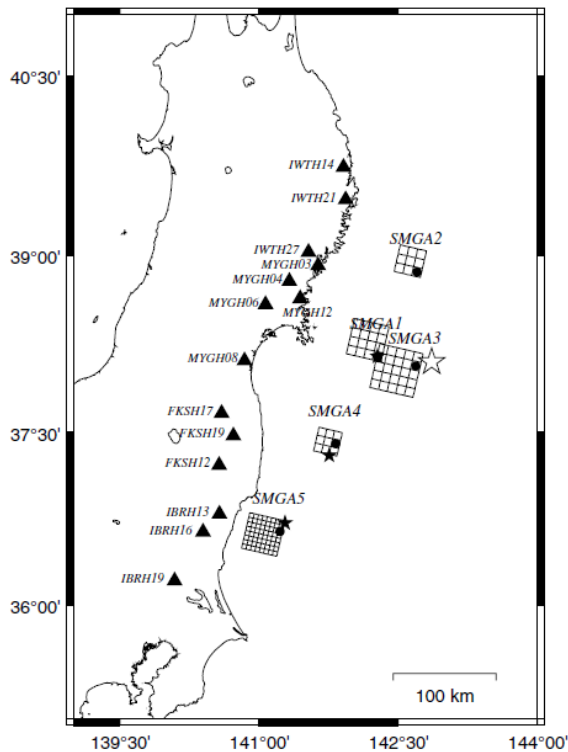 40°30'
IWTH14
IWTH21
SMGA2
39°00'
IWTH27
MYGH03
MYGH04
MYGH06
MYGH12
SMGA1
SMGA3
MYGH08
SMGA4
37°30'
FKSH17
FKSH19
FKSH12
SMGA5
IBRH13
IBRH16
IBRH19
36°00'
100 km
139°30' 141°00' 142°30' 144°00'